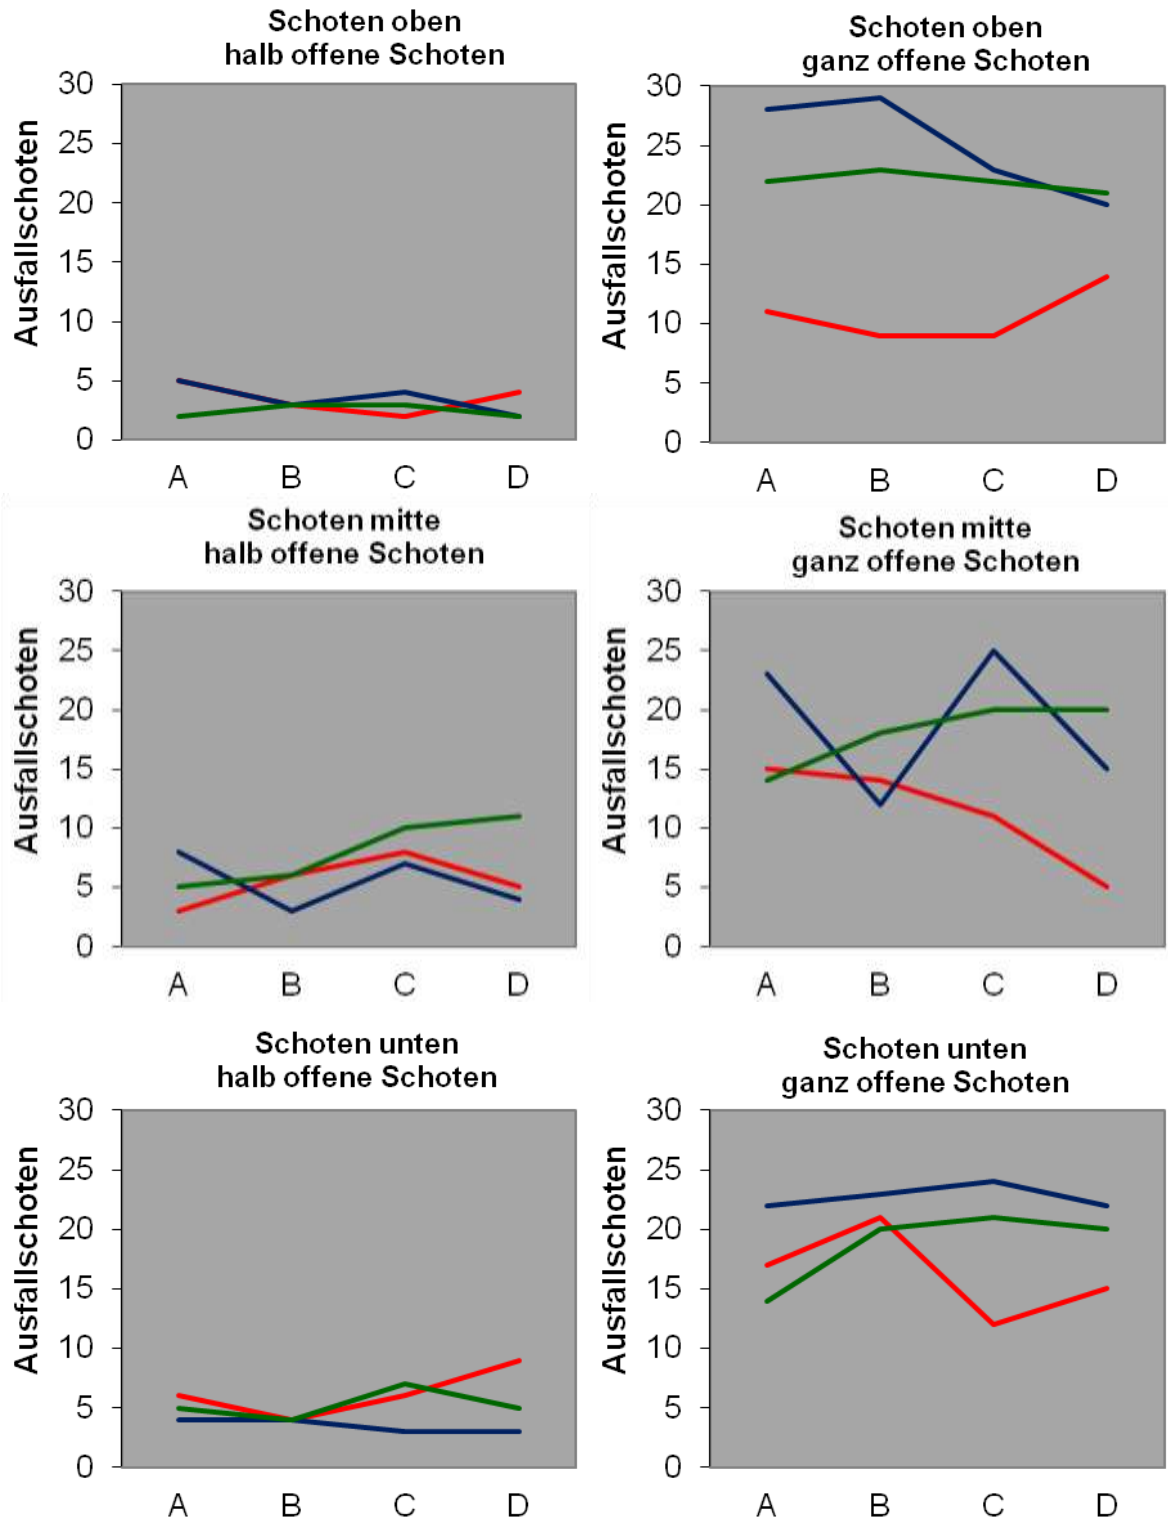 Schoten oben
halb offene Schoten
Ausfallschoten
30
25
20
15
10
5
0
A B C D
Schoten oben
ganz offene Schoten
Ausfallschoten
30
25
20
15
10
5
0
A B C D
Schoten mitte
halb offene Schoten
Ausfallschoten
30
25
20
15
10
5
0
A B C D
Schoten mitte
ganz offene Schoten
Ausfallschoten
30
25
20
15
10
5
0
A B C D
Schoten unten
halb offene Schoten
Ausfallschoten
30
25
20
15
10
5
0
A B C D
Schoten unten
ganz offene Schoten
Ausfallschoten
30
25
20
15
10
5
0
A B C D